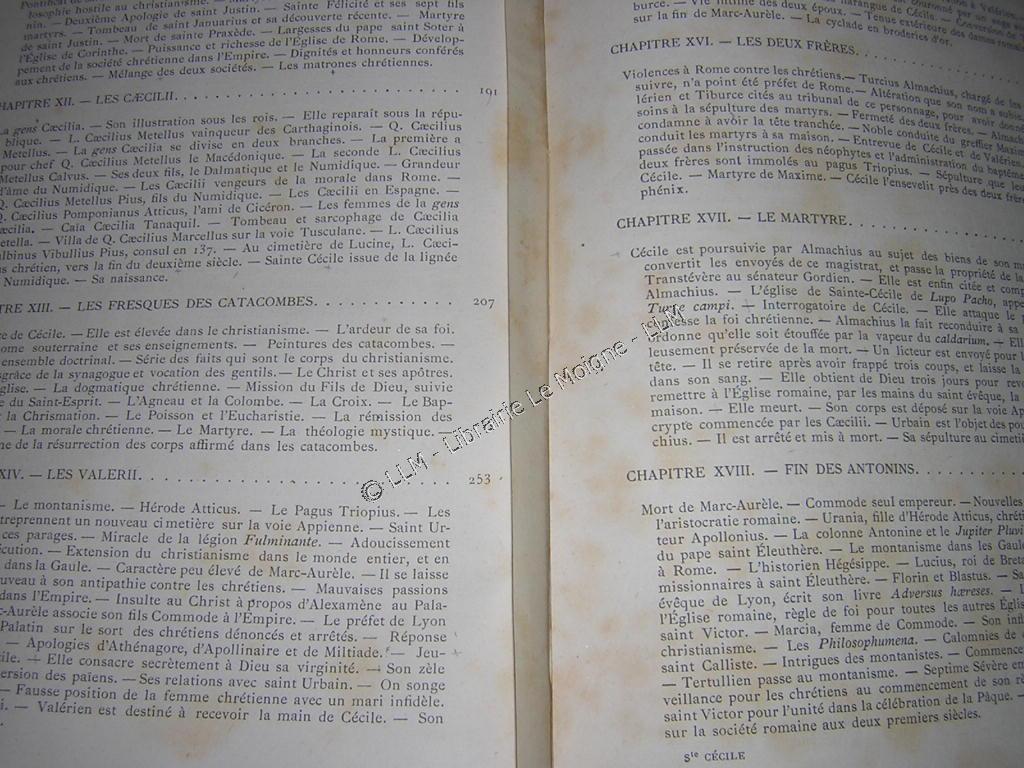 losophie hostile au christianisme.
nin. — Deuxième Apologie de saint Justin. — Sainte Félicité et ses sept fils
martyrs. — Tombeau de saint Januarius et sa découverte récente. — Martyre
de saint Justin. — Mort de sainte Praxède. — Largesses du pape saint Soter à
l'Église de Corinthe. — Puissance et richesse de l'Église de Rome. — Dévelop-
pement de la société chrétienne dans l'Empire. — Dignités et honneurs conférés
aux chrétiens. — Mélange des deux sociétés. — Les matrones chrétiennes.
HAPITRE XII. — LES CÆCILII. 191
La gens Cæcilia. — Son illustration sous les rois. — Elle reparaît sous la répu-
blique. — L. Cæcilius Metellus vainqueur des Carthaginois. — Q. Cæcilius
Metellus. — La gens Cæcilia se divise en deux branches. — La première a
pour chef Q. Cæcilius Metellus le Macédonique. — La seconde L. Cæcilius
Metellus Calvus. — Ses deux fils, le Dalmatique et le Numidique. — Grandeur
d'âme du Numidique. — Les Cæcilii vengeurs de la morale dans Rome. —
Q. Cæcilius Metellus Pius, fils du Numidique. — Les Cæcilii en Espagne. —
Q. Cæcilius Pomponianus Atticus, l'ami de Cicéron. — Les femmes de la gens
Cæcilia. — Caïa Cæcilia Tanaquil. — Tombeau et sarcophage de Cæcilia
etella. — Villa de Q. Cæcilius Marcellus sur la voie Tusculane. — L. Cæcilius
albinus Vibullius Pius, consul en 137. — Au cimetière de Lucine, L. Cæci-
us chrétien, vers la fin du deuxième siècle. — Sainte Cécile issue de la lignée
Numidique. — Sa naissance.
TRE XIII. — LES FRESQUES DES CATACOMBES. 207
re de Cécile. — Elle est élevée dans le christianisme. — L'ardeur de sa foi.
ome souterraine et ses enseignements. — Peintures des catacombes. —
ensemble doctrinal. — Série des faits qui sont le corps du christianisme.
sgrâce de la synagogue et vocation des gentils. — Le Christ et ses apôtres.
glise. — La dogmatique chrétienne. — Mission du Fils de Dieu, suivie
e du Saint-Esprit. — L'Agneau et la Colombe. — La Croix. — Le Bap-
t la Chrismation. — Le Poisson et l'Eucharistie. — La rémission des
— La morale chrétienne. — Le Martyre. — La théologie mystique. —
me de la résurrection des corps affirmé dans les catacombes.
XIV. — LES VALERII. 253
— Le montanisme. — Hérode Atticus. — Le Pagus Triopius. — Les
treprennent un nouveau cimetière sur la voie Appienne. — Saint Ur-
ces parages. — Miracle de la légion Fulminante. — Adoucissement
cution. — Extension du christianisme dans le monde entier, et en
dans la Gaule. — Caractère peu élevé de Marc-Aurèle. — Il se laisse
uveau à son antipathie contre les chrétiens. — Mauvaises passions
dans l'Empire. — Insulte au Christ à propos d'Alexamène au Pala-
c-Aurèle associe son fils Commode à l'Empire. — Le préfet de Lyon
Palatin sur le sort des chrétiens dénoncés et arrêtés. — Réponse
— Apologies d'Athénagore, d'Apollinaire et de Miltiade. — Jeu-
cile. — Elle consacre secrètement à Dieu sa virginité. — Son zèle
ersion des païens. — Ses relations avec saint Urbain. — On songe
— Fausse position de la femme chrétienne avec un mari infidèle.
i. — Valérien est destiné à recevoir la main de Cécile. — Son
burce. — Vie intime des deux époux. — Tenue extérieure des dames romaines
sur la fin de Marc-Aurèle. — La cyclade en broderies d'or.
CHAPITRE XVI. — LES DEUX FRÈRES.
Violences à Rome contre les chrétiens. — Turcius Almachius, chargé de les
suivre, n'a point été préfet de Rome. — Altération que son nom a subie.
lérien et Tiburce cités au tribunal de ce personnage, pour avoir donné
soins à la sépulture des martyrs. — Fermeté des deux frères. — Almach
condamne à avoir la tête tranchée. — Noble conduite du greffier Maxime
conduit les martyrs à sa maison. — Entrevue de Cécile et de Valérien,
passée dans l'instruction des néophytes et l'administration du baptême
deux frères sont immolés au pagus Triopius. — Sépulture que leur
Cécile. — Martyre de Maxime. — Cécile l'ensevelit près des deux frères
phénix.
CHAPITRE XVII. — LE MARTYRE.
Cécile est poursuivie par Almachius au sujet des biens de son m
convertit les envoyés de ce magistrat, et passe la propriété de la
Transtévère au sénateur Gordien. — Elle est enfin citée et comp
Almachius. — L'église de Sainte-Cécile de Lupo Pacho, appe
campi. — Interrogatoire de Cécile. — Elle attaque le p
esse la foi chrétienne. — Almachius la fait reconduire à sa
ordonne qu'elle soit étouffée par la vapeur du caldarium. — Ell
leusement préservée de la mort. — Un licteur est envoyé pour l
tête. — Il se retire après avoir frappé trois coups, et laisse la
dans son sang. — Elle obtient de Dieu trois jours pour revo
remettre à l'Église romaine, par les mains du saint évêque, la
maison. — Elle meurt. — Son corps est déposé sur la voie Ap
crypte commencée par les Cæcilii. — Urbain est l'objet des pou
chius. — Il est arrêté et mis à mort. — Sa sépulture au cimetiè
CHAPITRE XVIII. — FIN DES ANTONINS.
Mort de Marc-Aurèle. — Commode seul empereur. — Nouvelles
l'aristocratie romaine. — Urania, fille d'Hérode Atticus, chréti
teur Apollonius. — La colonne Antonine et le Jupiter Pluvi
du pape saint Éleuthère. — Le montanisme dans les Gaule
à Rome. — L'historien Hégésippe. — Lucius, roi de Breta
missionnaires à saint Éleuthère. — Florin et Blastus. — Sa
évêque de Lyon, écrit son livre Adversus hæreses. — L
l'Église romaine, règle de foi pour toutes les autres Églis
saint Victor. — Marcia, femme de Commode. — Son infl
christianisme. — Les Philosophumena. — Calomnies de
saint Calliste. — Intrigues des montanistes. — Commence
— Tertullien passe au montanisme. — Septime Sévère en
veillance pour les chrétiens au commencement de son rè
saint Victor pour l'unité dans la célébration de la Pâque. —
sur la société romaine aux deux premiers siècles.
Ste CÉCILE
© LLM - Librairie Le Moigne - LLM